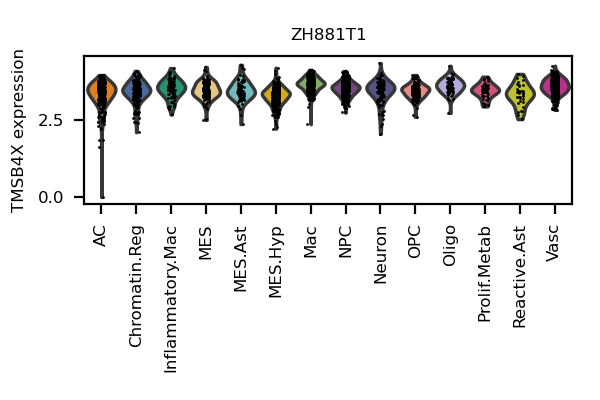 ZH881T1
TMSB4X expression
2.5
0.0
AC
Chromatin.Reg
Inflammatory.Mac
MES
MES.Ast
MES.Hyp
Mac
NPC
Neuron
OPC
Oligo
Prolif.Metab
Reactive.Ast
Vasc